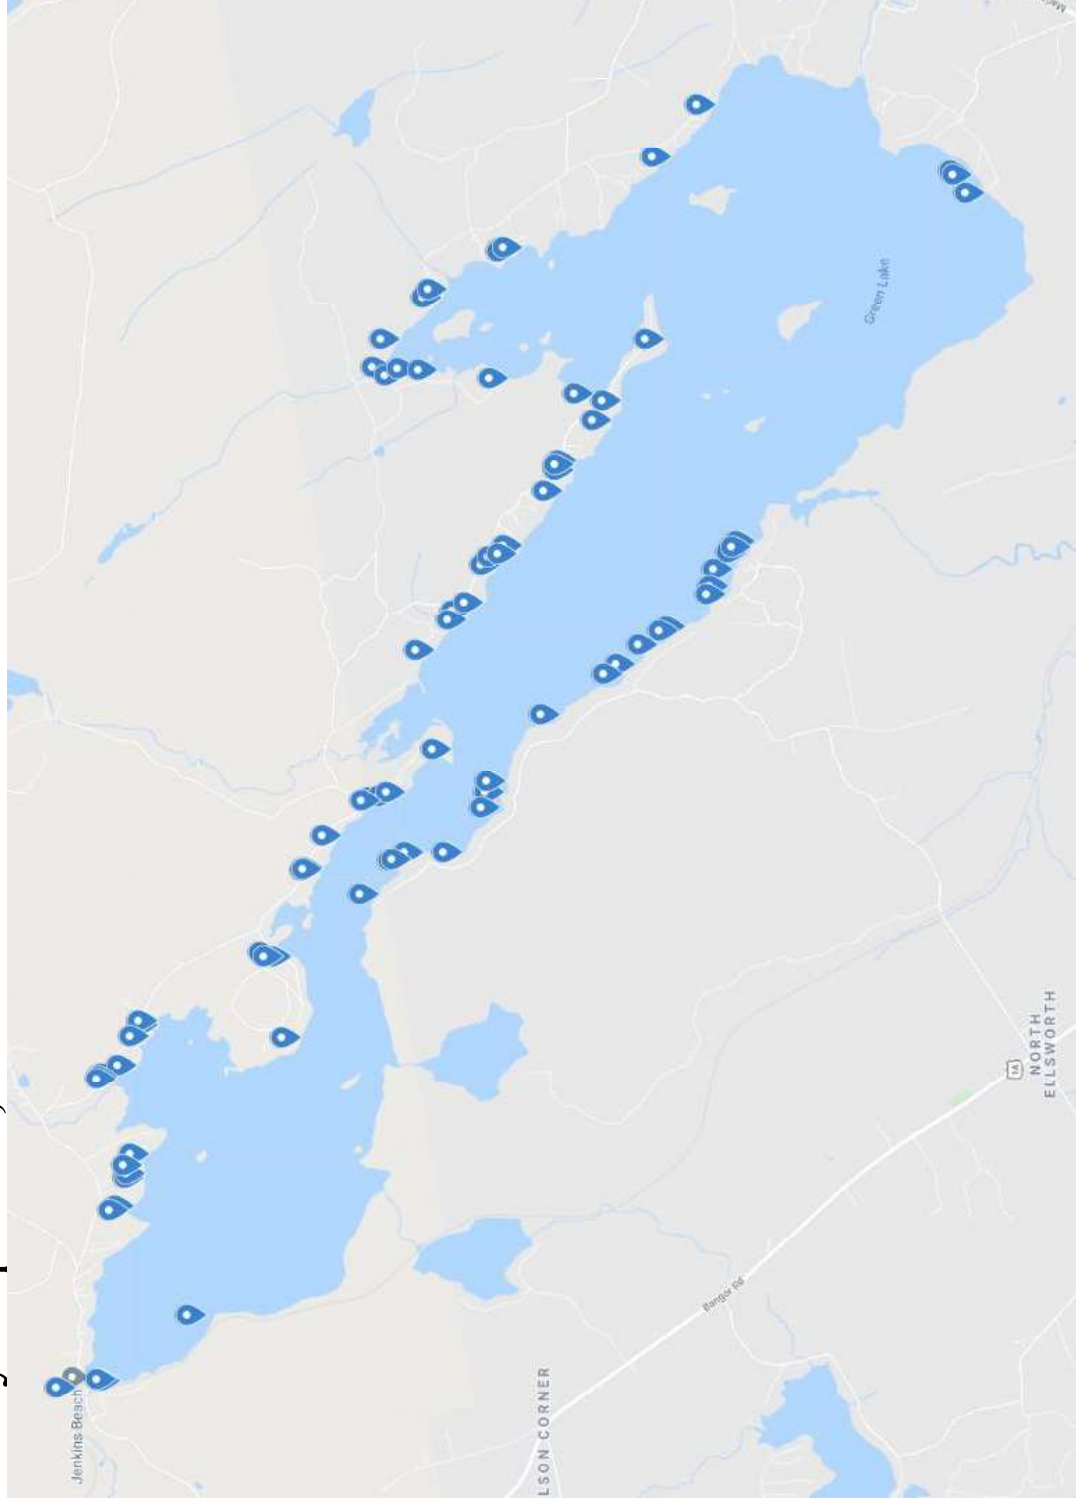 Green Lake
Jenkins Beach
1A
NORTH
ELLSWORTH
Bangor Rd
LSON CORNER